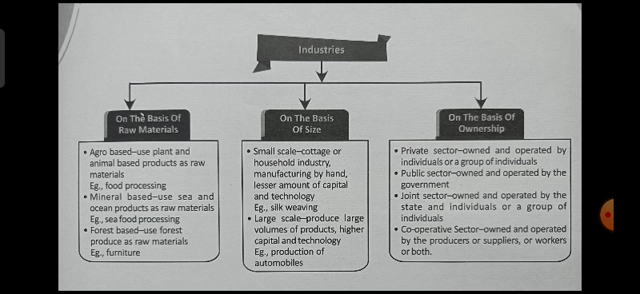 Industries
On The Basis Of
Raw Materials
• Agro based–use plant and
animal based products as raw
materials
Eg., food processing
• Mineral based–use sea and
ocean products as raw materials
Eg., sea food processing
• Forest based–use forest
produce as raw materials
Eg., furniture
On The Basis
Of Size
• Small scale–cottage or
household industry,
manufacturing by hand,
lesser amount of capital
and technology
Eg., silk weaving
• Large scale–produce large
volumes of products, higher
capital and technology
Eg., production of
automobiles
On The Basis Of
Ownership
• Private sector–owned and operated by
individuals or a group of individuals
• Public sector–owned and operated by the
government
• Joint sector–owned and operated by the
state and individuals or a group of
individuals
• Co-operative Sector–owned and operated
by the producers or suppliers, or workers
or both.